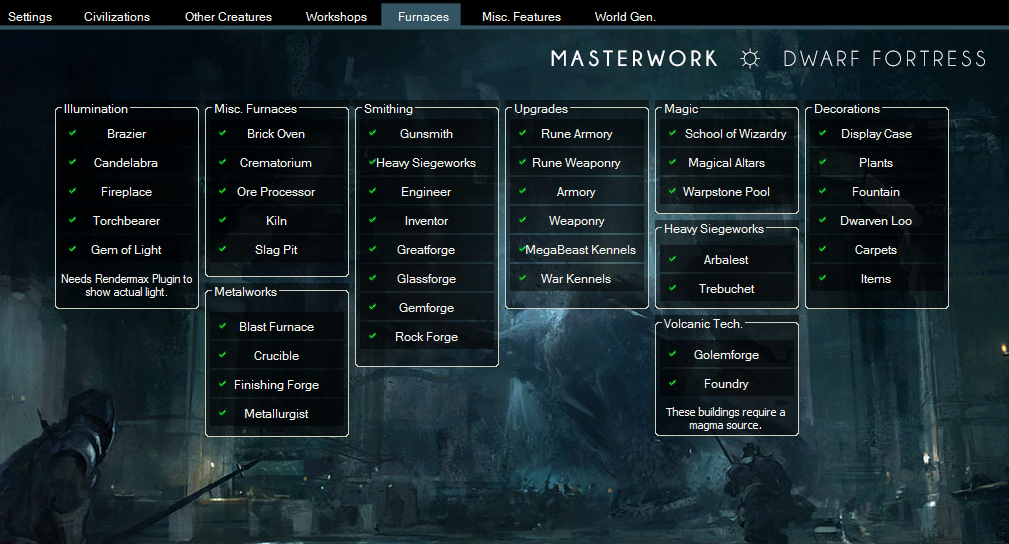 Settings
Civilizations
Other Creatures
Workshops
Furnaces
Misc. Features
World Gen.
MASTERWORK DWARF FORTRESS
Illumination
Brazier
Candelabra
Fireplace
Torchbearer
Gem of Light
Needs Rendermax Plugin to
show actual light.
Misc. Furnaces
Brick Oven
Crematorium
Ore Processor
Kiln
Slag Pit
Metalworks
Blast Furnace
Crucible
Finishing Forge
Metallurgist
Smithing
Gunsmith
Heavy Siegeworks
Engineer
Inventor
Greatforge
Glassforge
Gemforge
Rock Forge
Upgrades
Rune Armory
Rune Weaponry
Armory
Weaponry
MegaBeast Kennels
War Kennels
Magic
School of Wizardry
Magical Altars
Warpstone Pool
Heavy Siegeworks
Arbalest
Trebuchet
Volcanic Tech.
Golemforge
Foundry
These buildings require a
magma source.
Decorations
Display Case
Plants
Fountain
Dwarven Loo
Carpets
Items